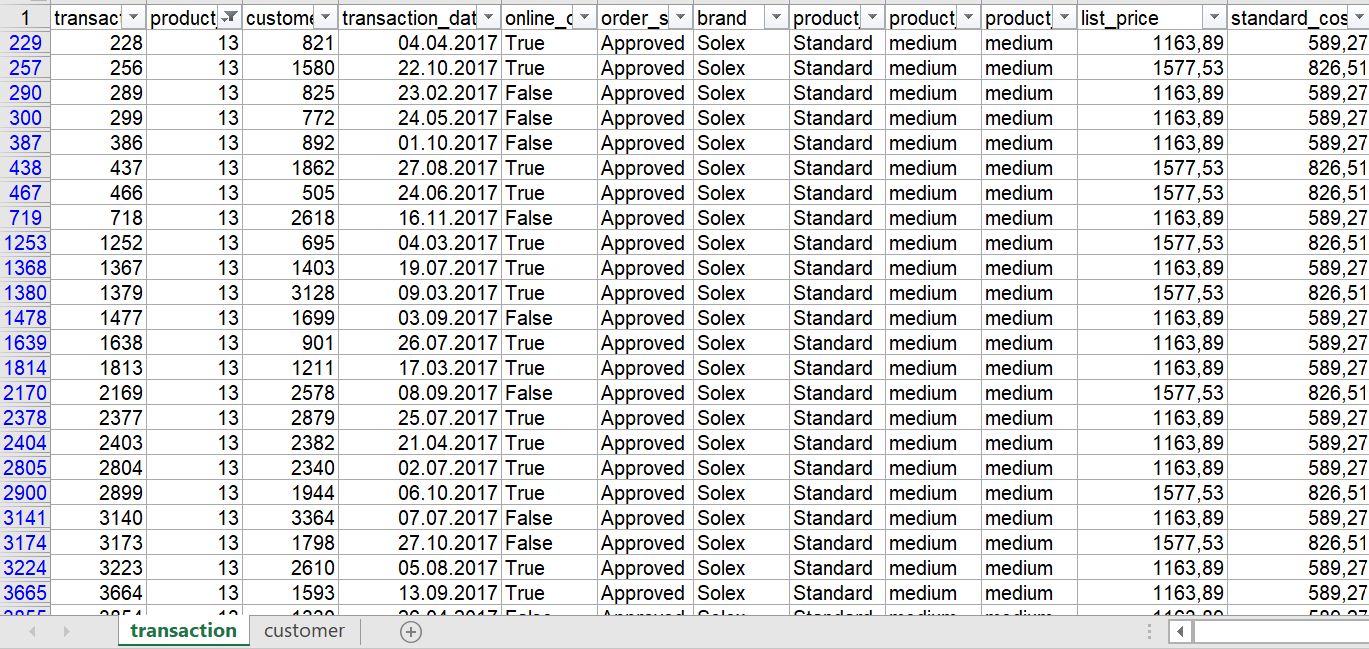 1 transact product_ custome transaction_dat online_o order_s brand product_ product_ product_ list_price standard_cos
229 228 13 821 04.04.2017 True Approved Solex Standard medium medium 1163,89 589,27
257 256 13 1580 22.10.2017 True Approved Solex Standard medium medium 1577,53 826,51
290 289 13 825 23.02.2017 False Approved Solex Standard medium medium 1163,89 589,27
300 299 13 772 24.05.2017 False Approved Solex Standard medium medium 1163,89 589,27
387 386 13 892 01.10.2017 False Approved Solex Standard medium medium 1163,89 589,27
438 437 13 1862 27.08.2017 True Approved Solex Standard medium medium 1577,53 826,51
467 466 13 505 24.06.2017 True Approved Solex Standard medium medium 1577,53 826,51
719 718 13 2618 16.11.2017 False Approved Solex Standard medium medium 1163,89 589,27
1253 1252 13 695 04.03.2017 True Approved Solex Standard medium medium 1577,53 826,51
1368 1367 13 1403 19.07.2017 True Approved Solex Standard medium medium 1163,89 589,27
1380 1379 13 3128 09.03.2017 True Approved Solex Standard medium medium 1577,53 826,51
1478 1477 13 1699 03.09.2017 False Approved Solex Standard medium medium 1163,89 589,27
1639 1638 13 901 26.07.2017 True Approved Solex Standard medium medium 1163,89 589,27
1814 1813 13 1211 17.03.2017 True Approved Solex Standard medium medium 1163,89 589,27
2170 2169 13 2578 08.09.2017 False Approved Solex Standard medium medium 1577,53 826,51
2378 2377 13 2879 25.07.2017 True Approved Solex Standard medium medium 1163,89 589,27
2404 2403 13 2382 21.04.2017 True Approved Solex Standard medium medium 1163,89 589,27
2805 2804 13 2340 02.07.2017 True Approved Solex Standard medium medium 1163,89 589,27
2900 2899 13 1944 06.10.2017 True Approved Solex Standard medium medium 1577,53 826,51
3141 3140 13 3364 07.07.2017 False Approved Solex Standard medium medium 1163,89 589,27
3174 3173 13 1798 27.10.2017 False Approved Solex Standard medium medium 1577,53 826,51
3224 3223 13 2610 05.08.2017 True Approved Solex Standard medium medium 1163,89 589,27
3665 3664 13 1593 13.09.2017 True Approved Solex Standard medium medium 1163,89 589,27
transaction customer